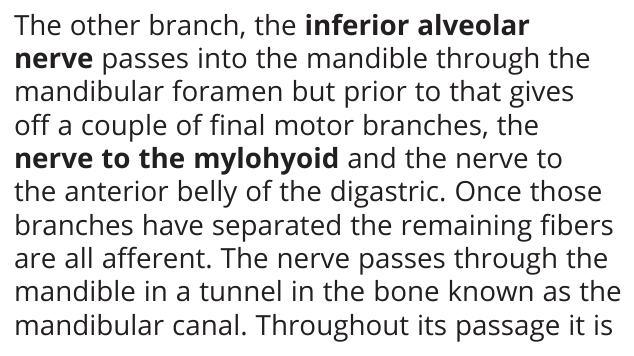 The other branch, the inferior alveolar
nerve passes into the mandible through the
mandibular foramen but prior to that gives
off a couple of final motor branches, the
nerve to the mylohyoid and the nerve to
the anterior belly of the digastric. Once those
branches have separated the remaining fibers
are all afferent. The nerve passes through the
mandible in a tunnel in the bone known as the
mandibular canal. Throughout its passage it is